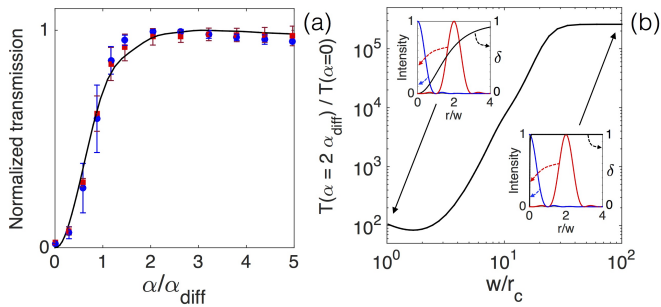 (a)
Normalized transmission
1
0
0 1 2 3 4 5
α/α_diff
(b)
T(α = 2 α_diff) / T(α=0)
10^5
10^4
10^3
10^2
10^0 10^1 10^2
w/r_c
Intensity
1
0
0 2 4
r/w
1
0
δ
Intensity
1
0
0 2 4
r/w
1
0
δ